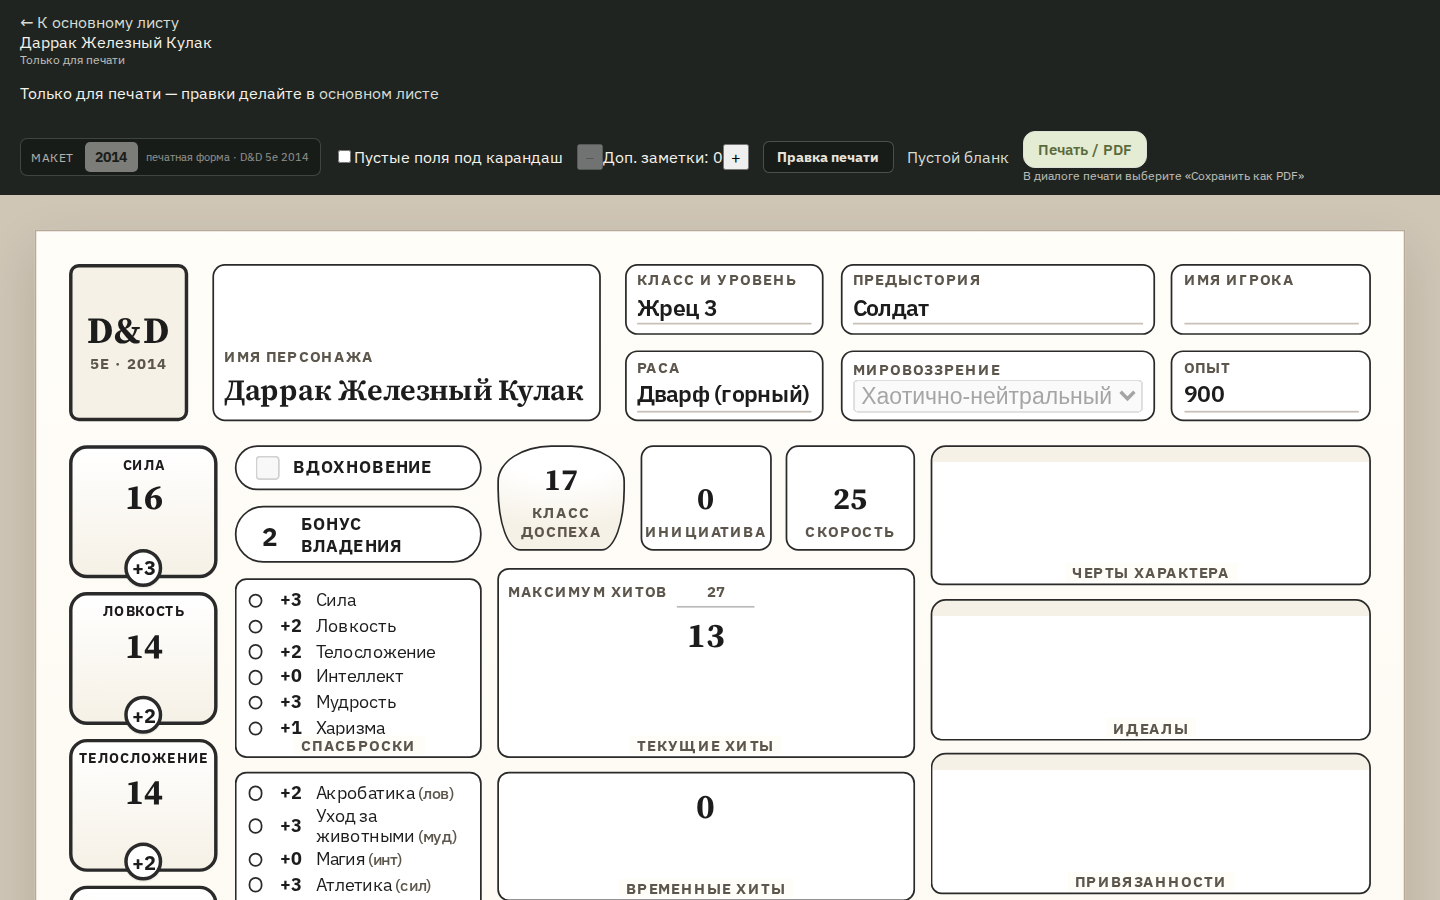 ← К основному листу
Даррак Железный Кулак
Только для печати
Только для печати — правки делайте в основном листе
МАКЕТ 2014 печатная форма · D&D 5e 2014
Пустые поля под карандаш
− Доп. заметки: 0 +
Правка печати
Пустой бланк
Печать / PDF
В диалоге печати выберите «Сохранить как PDF»
D&D
5E · 2014
ИМЯ ПЕРСОНАЖА
Даррак Железный Кулак
КЛАСС И УРОВЕНЬ
Жрец 3
ПРЕДЫСТОРИЯ
Солдат
ИМЯ ИГРОКА
РАСА
Дварф (горный)
МИРОВОЗЗРЕНИЕ
Хаотично-нейтральный
ОПЫТ
900
СИЛА
16
+3
ЛОВКОСТЬ
14
+2
ТЕЛОСЛОЖЕНИЕ
14
+2
ВДОХНОВЕНИЕ
2 БОНУС
ВЛАДЕНИЯ
+3 Сила
+2 Ловкость
+2 Телосложение
+0 Интеллект
+3 Мудрость
+1 Харизма
СПАСБРОСКИ
+2 Акробатика (лов)
+3 Уход за
животными (муд)
+0 Магия (инт)
+3 Атлетика (сил)
17
КЛАСС
ДОСПЕХА
0
ИНИЦИАТИВА
25
СКОРОСТЬ
МАКСИМУМ ХИТОВ 27
13
ТЕКУЩИЕ ХИТЫ
0
ВРЕМЕННЫЕ ХИТЫ
ЧЕРТЫ ХАРАКТЕРА
ИДЕАЛЫ
ПРИВЯЗАННОСТИ